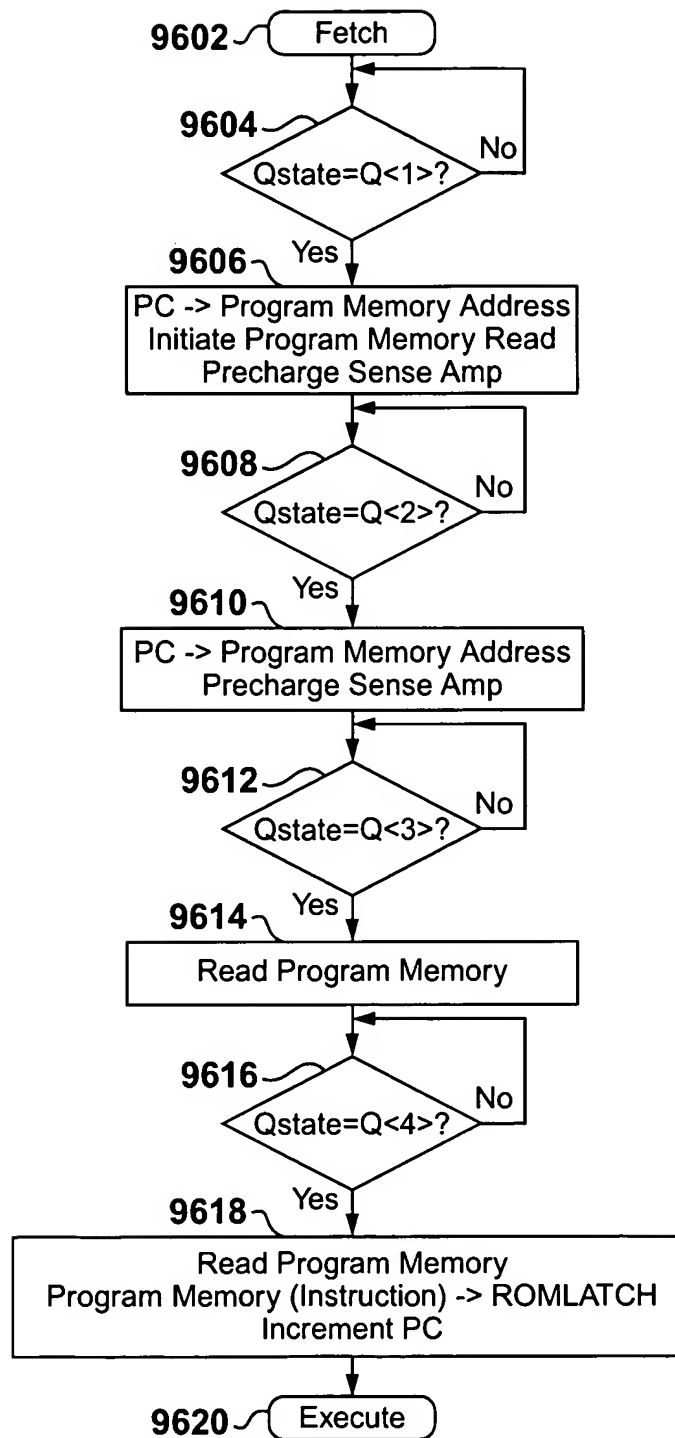 9602
Fetch
9604
Qstate=Q<1>?
No
Yes
9606
PC -> Program Memory Address
Initiate Program Memory Read
Precharge Sense Amp
9608
Qstate=Q<2>?
No
Yes
9610
PC -> Program Memory Address
Precharge Sense Amp
9612
Qstate=Q<3>?
No
Yes
9614
Read Program Memory
9616
Qstate=Q<4>?
No
Yes
9618
Read Program Memory
Program Memory (Instruction) -> ROMLATCH
Increment PC
9620
Execute